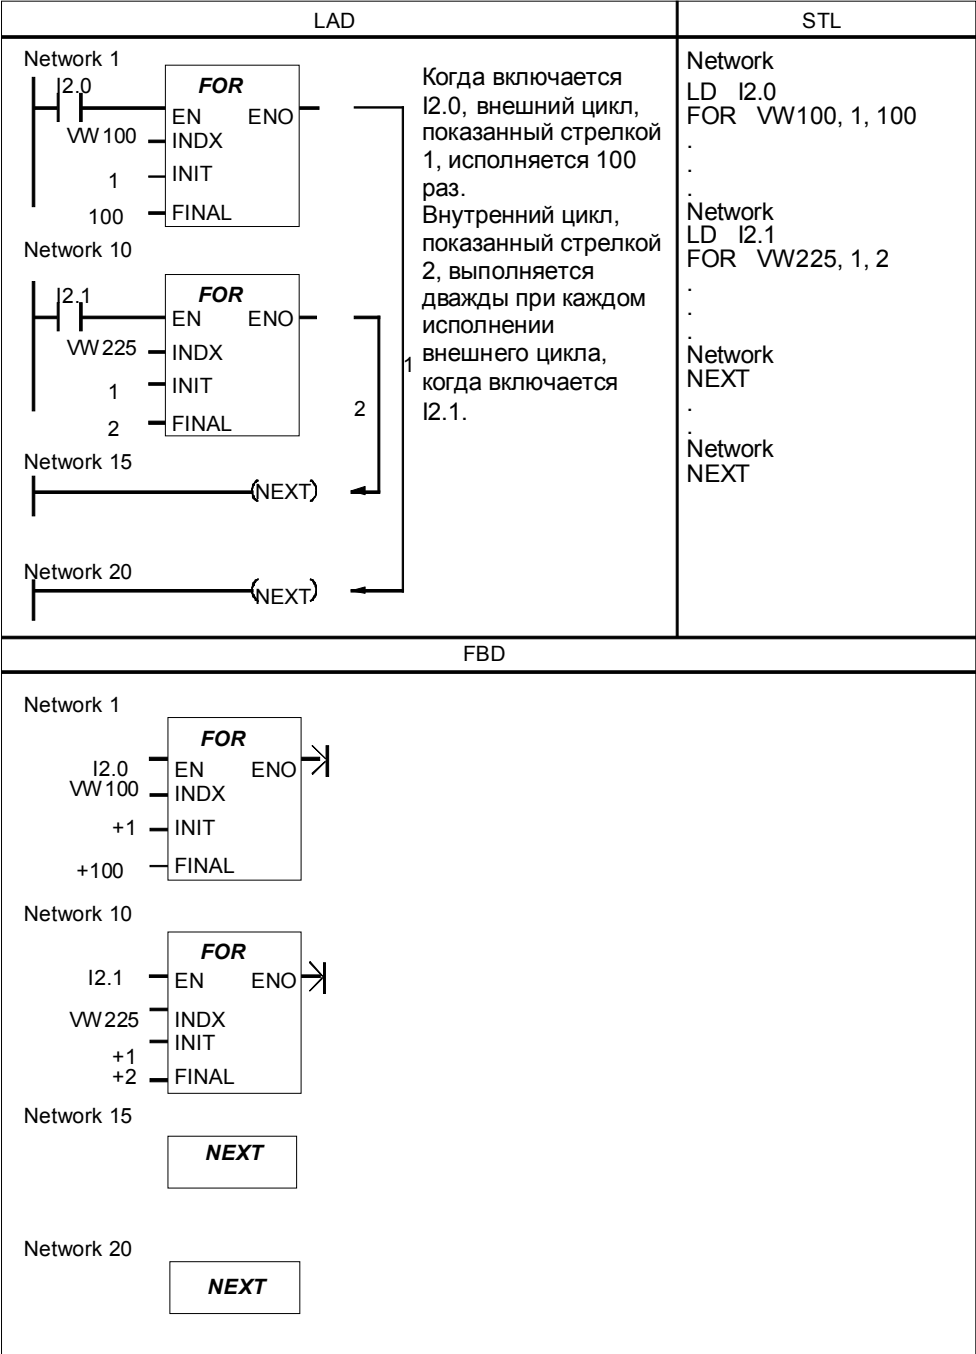 LAD
STL
Network 1
I2.0
FOR
EN ENO
VW100
INDX
1
INIT
100
FINAL
Network 10
I2.1
FOR
EN ENO
VW225
INDX
1
INIT
2
FINAL
2
1
Network 15
(NEXT)
Network 20
(NEXT)
Когда включается
I2.0, внешний цикл,
показанный стрелкой
1, исполняется 100
раз.
Внутренний цикл,
показанный стрелкой
2, выполняется
дважды при каждом
исполнении
внешнего цикла,
когда включается
I2.1.
Network
LD I2.0
FOR VW100, 1, 100
.
.
.
Network
LD I2.1
FOR VW225, 1, 2
.
.
.
Network
NEXT
.
.
Network
NEXT
FBD
Network 1
FOR
I2.0
EN ENO
VW100
INDX
+1
INIT
+100
FINAL
Network 10
FOR
I2.1
EN ENO
VW225
INDX
INIT
+1
+2
FINAL
Network 15
NEXT
Network 20
NEXT